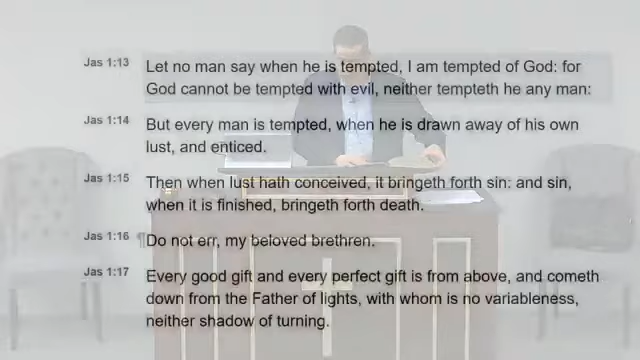 Jas 1:13 Let no man say when he is tempted, I am tempted of God: for
God cannot be tempted with evil, neither tempteth he any man:
Jas 1:14 But every man is tempted, when he is drawn away of his own
lust, and enticed.
Jas 1:15 Then when lust hath conceived, it bringeth forth sin: and sin,
when it is finished, bringeth forth death.
Jas 1:16 ¶Do not err, my beloved brethren.
Jas 1:17 Every good gift and every perfect gift is from above, and cometh
down from the Father of lights, with whom is no variableness,
neither shadow of turning.